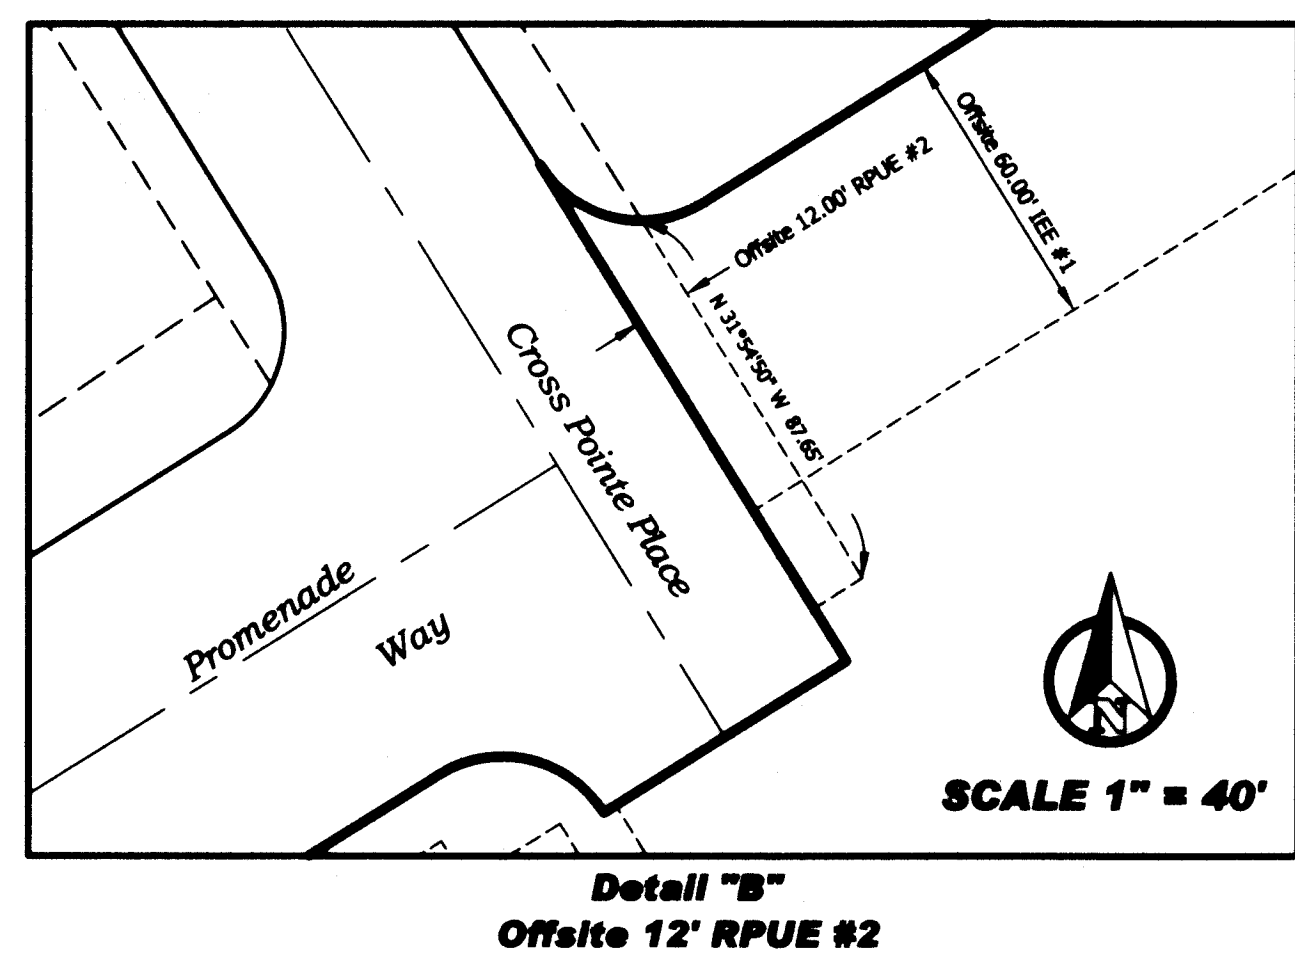 Offsite 60.00' IEE #1
Offsite 12.00' RPUE #2
N 31°54'50" W 87.65'
Cross Pointe Place
Promenade
Way
N
SCALE 1" = 40'
Detail "B"
Offsite 12' RPUE #2